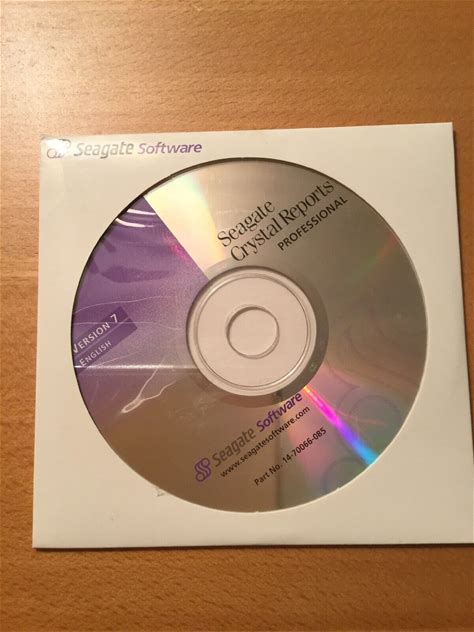 Seagate Software
Seagate
Crystal Reports
PROFESSIONAL
VERSION 7
ENGLISH
Seagate Software
www.seagatesoftware.com
Part No. 14-70066-085